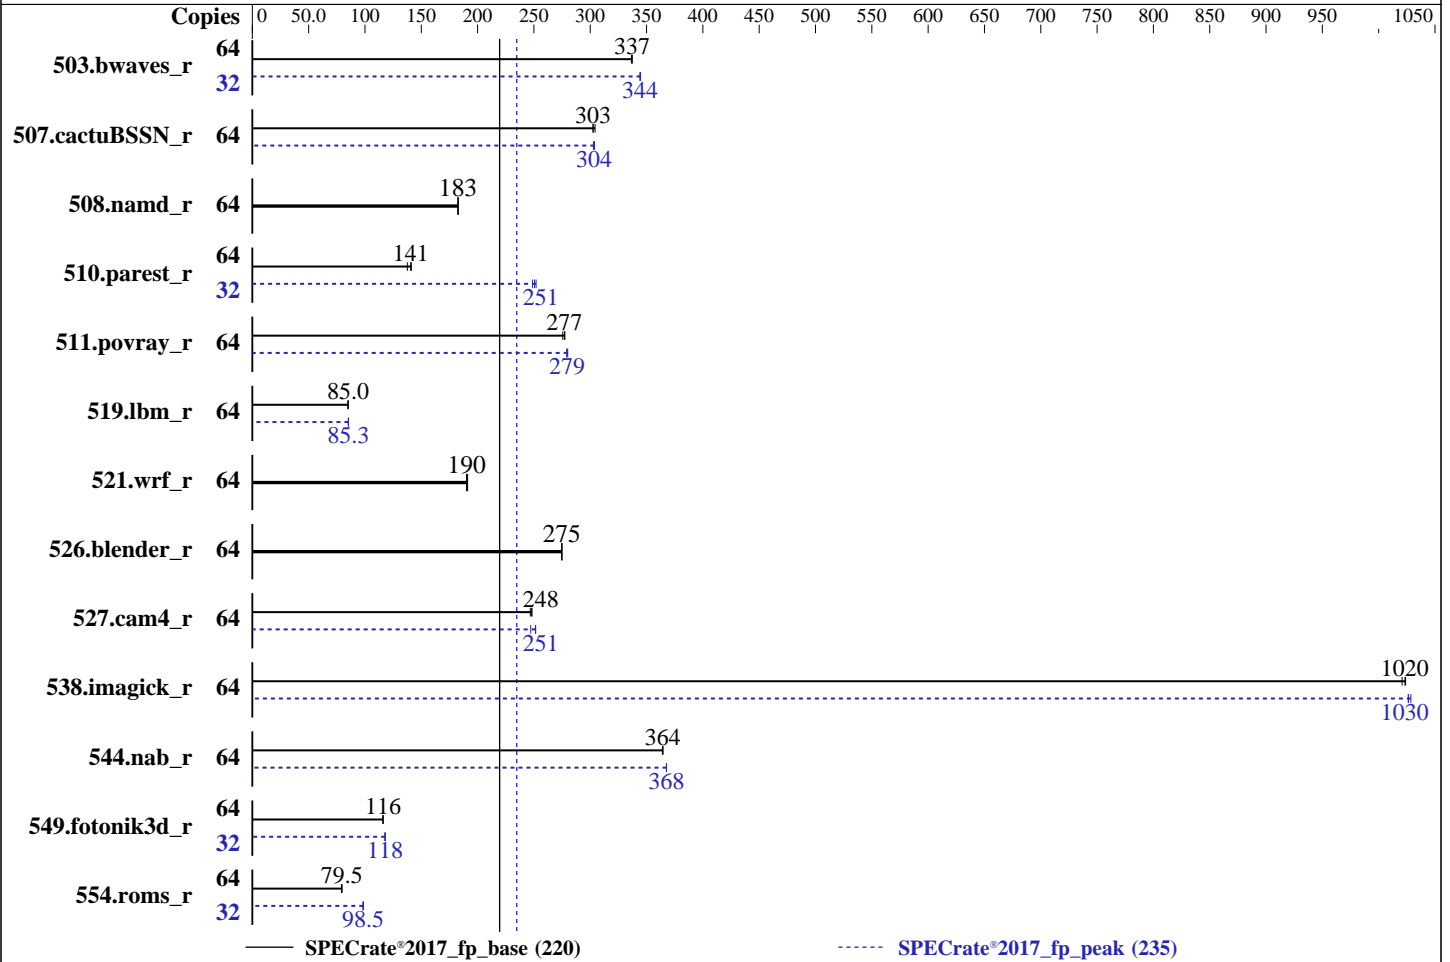 Copies 0 50.0 100 150 200 250 300 350 400 450 500 550 600 650 700 750 800 850 900 950 1050
503.bwaves_r 64 337
32 344
507.cactuBSSN_r 64 303
304
508.namd_r 64 183
510.parest_r 64 141
32 251
511.povray_r 64 277
279
519.lbm_r 64 85.0
85.3
521.wrf_r 64 190
526.blender_r 64 275
527.cam4_r 64 248
251
538.imagick_r 64 1020
1030
544.nab_r 64 364
368
549.fotonik3d_r 64 116
32 118
554.roms_r 64 79.5
32 98.5
SPECrate®2017_fp_base (220) SPECrate®2017_fp_peak (235)